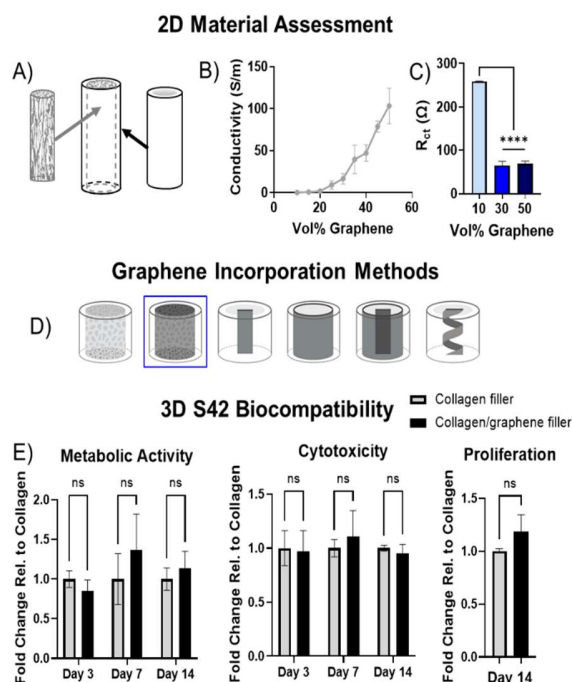 2D Material Assessment
A)
B)
Conductivity (S/m)
150
100
50
0
0 20 40 60
Vol% Graphene
C)
Rct (Ω)
300
200
100
0
****
10 30 50
Vol% Graphene
Graphene Incorporation Methods
D)
3D S42 Biocompatibility
Collagen filler
Collagen/graphene filler
E)
Metabolic Activity
Fold Change Rel. to Collagen
2.0
1.5
1.0
0.5
0.0
ns ns ns
Day 3 Day 7 Day 14
Cytotoxicity
Fold Change Rel. to Collagen
1.5
1.0
0.5
0.0
ns ns ns
Day 3 Day 7 Day 14
Proliferation
Fold Change Rel. to Collagen
1.5
1.0
0.5
0.0
ns
Day 14